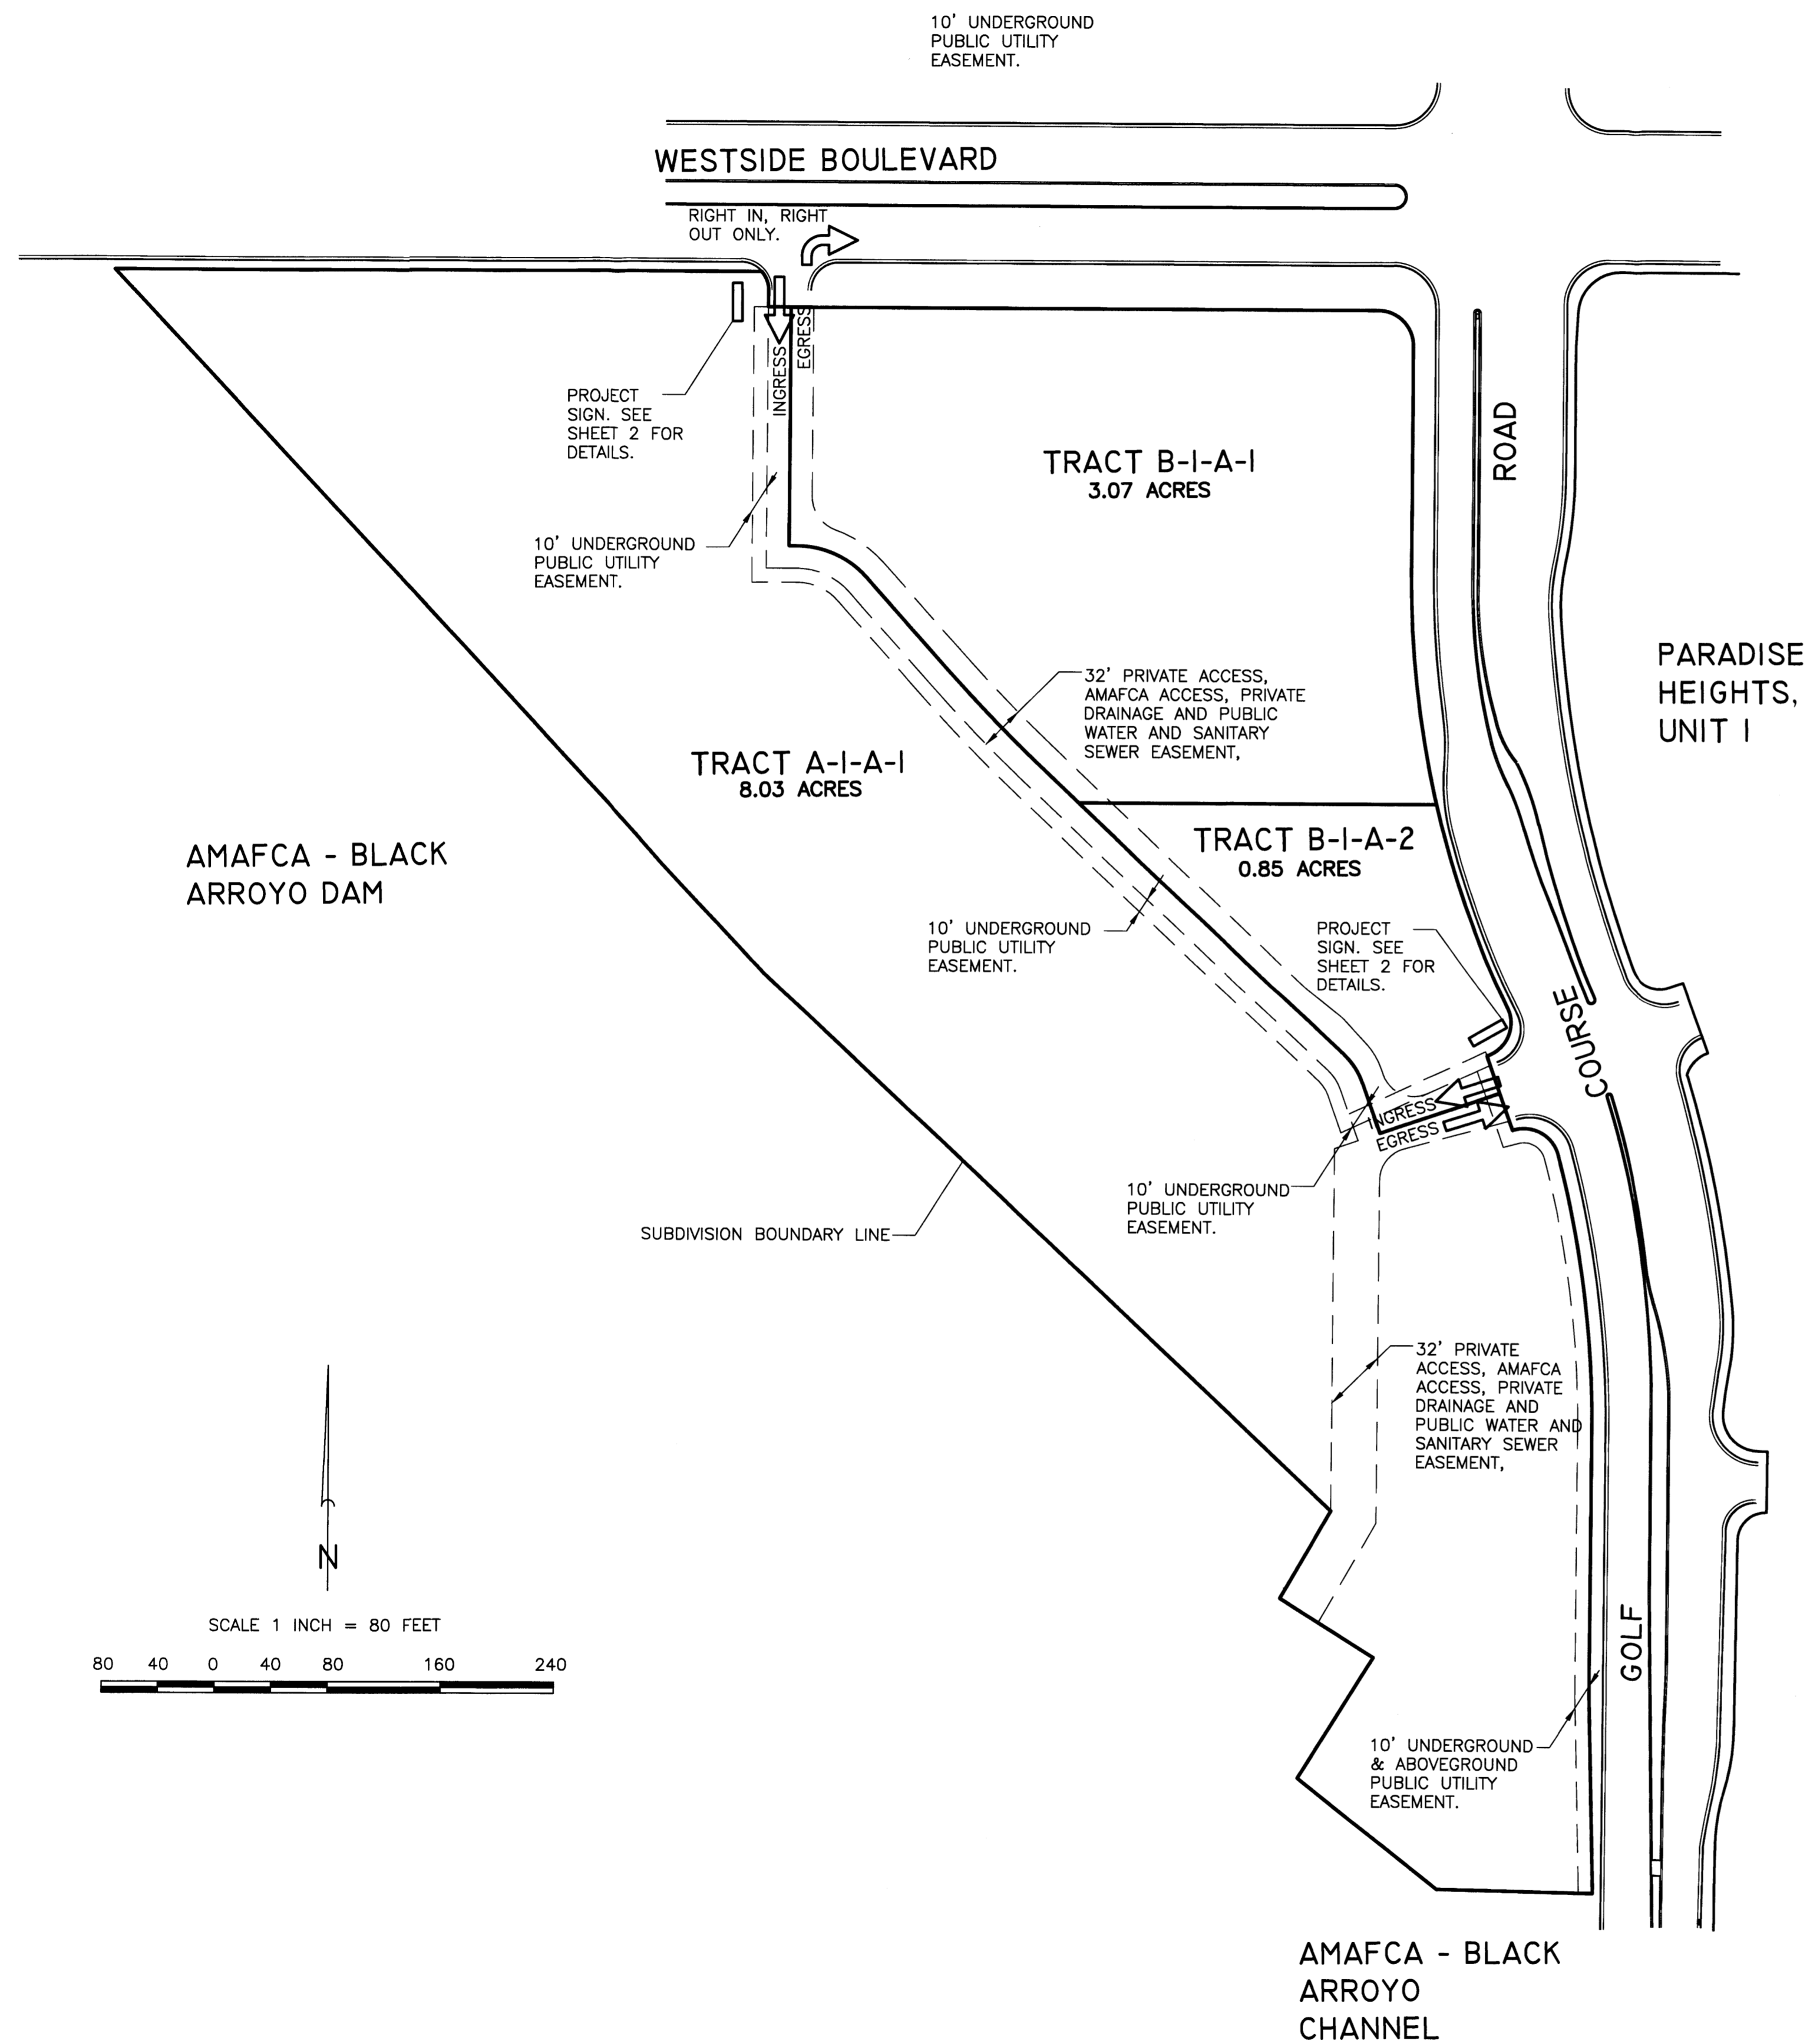 10' UNDERGROUND
PUBLIC UTILITY
EASEMENT.
WESTSIDE BOULEVARD
RIGHT IN, RIGHT
OUT ONLY.
INGRESS
EGRESS
PROJECT
SIGN. SEE
SHEET 2 FOR
DETAILS.
TRACT B-1-A-1
3.07 ACRES
ROAD
10' UNDERGROUND
PUBLIC UTILITY
EASEMENT.
PARADISE
HEIGHTS,
UNIT 1
32' PRIVATE ACCESS,
AMAFCA ACCESS, PRIVATE
DRAINAGE AND PUBLIC
WATER AND SANITARY
SEWER EASEMENT,
TRACT A-1-A-1
8.03 ACRES
TRACT B-1-A-2
0.85 ACRES
AMAFCA - BLACK
ARROYO DAM
10' UNDERGROUND
PUBLIC UTILITY
EASEMENT.
PROJECT
SIGN. SEE
SHEET 2 FOR
DETAILS.
COURSE
INGRESS
EGRESS
10' UNDERGROUND
PUBLIC UTILITY
EASEMENT.
SUBDIVISION BOUNDARY LINE
32' PRIVATE
ACCESS, AMAFCA
ACCESS, PRIVATE
DRAINAGE AND
PUBLIC WATER AND
SANITARY SEWER
EASEMENT,
N
SCALE 1 INCH = 80 FEET
80 40 0 40 80 160 240
GOLF
10' UNDERGROUND
& ABOVEGROUND
PUBLIC UTILITY
EASEMENT.
AMAFCA - BLACK
ARROYO
CHANNEL